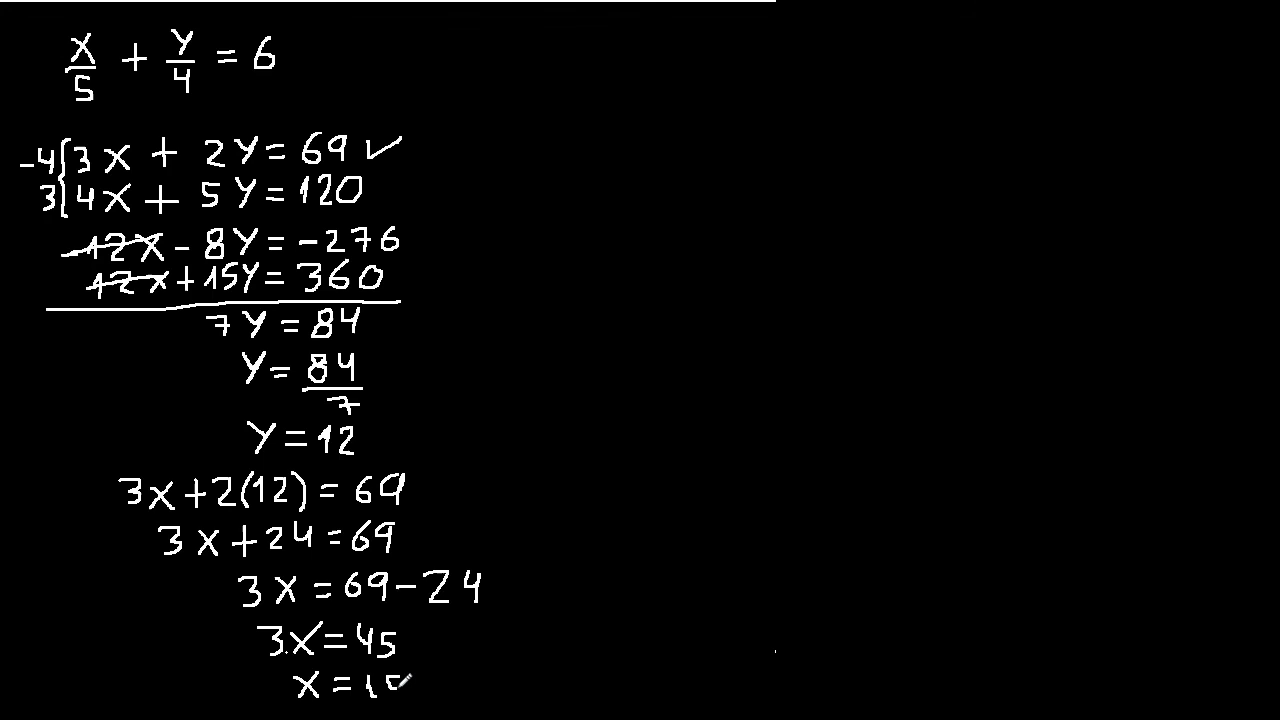 x/5 + y/4 = 6
-4 { 3x + 2y = 69 ✓
3 { 4x + 5y = 120
-12x - 8y = -276
12x + 15y = 360
7y = 84
y = 84/7
y = 12
3x + 2(12) = 69
3x + 24 = 69
3x = 69 - 24
3x = 45
x = 15